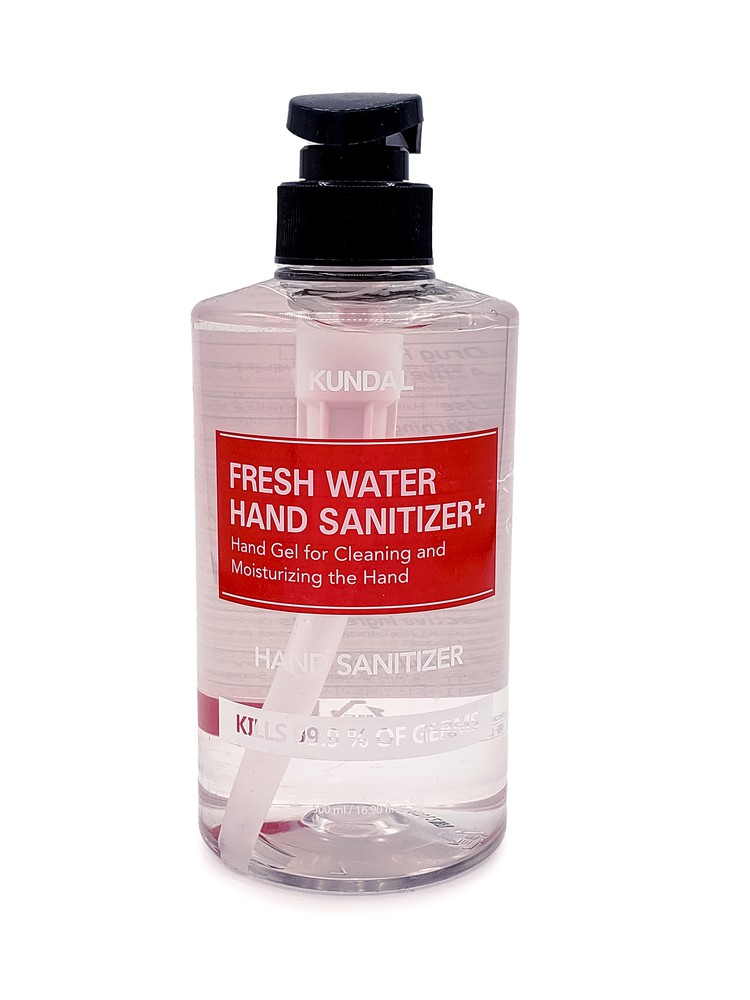 KUNDAL
FRESH WATER
HAND SANITIZER+
Hand Gel for Cleaning and
Moisturizing the Hand
HAND SANITIZER
KILLS 99.9 % OF GERMS
500 ml / 16.90